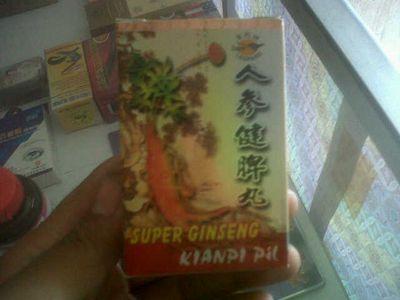 人参健脾丸
SUPER GINSENG
KIANPI Pil